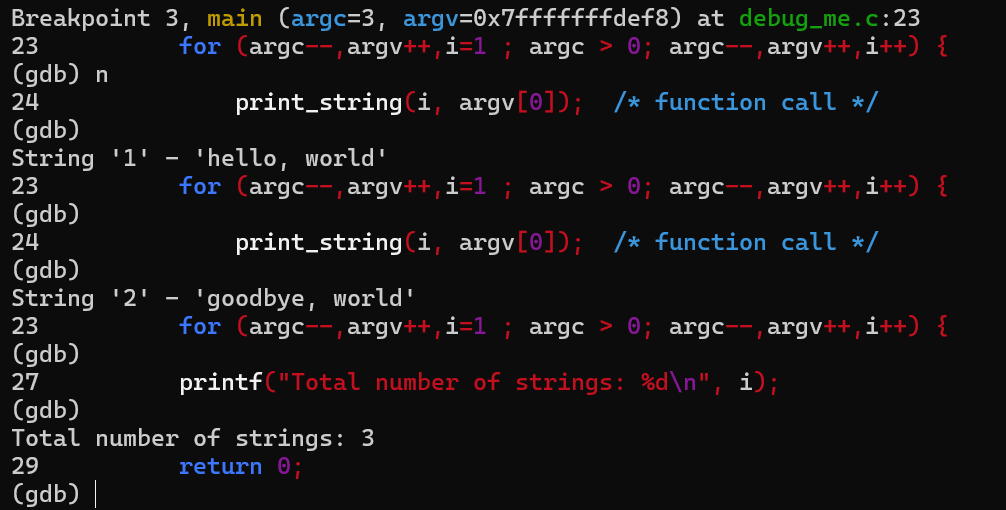 Breakpoint 3, main (argc=3, argv=0x7fffffffdef8) at debug_me.c:23
23          for (argc--,argv++,i=1 ; argc > 0; argc--,argv++,i++) {
(gdb) n
24              print_string(i, argv[0]);  /* function call */
(gdb)
String '1' - 'hello, world'
23          for (argc--,argv++,i=1 ; argc > 0; argc--,argv++,i++) {
(gdb)
24              print_string(i, argv[0]);  /* function call */
(gdb)
String '2' - 'goodbye, world'
23          for (argc--,argv++,i=1 ; argc > 0; argc--,argv++,i++) {
(gdb)
27          printf("Total number of strings: %d\n", i);
(gdb)
Total number of strings: 3
29          return 0;
(gdb)